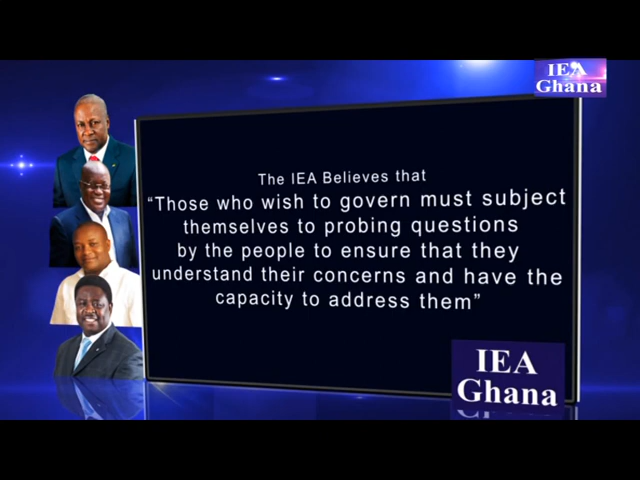 IEA
Ghana
The IEA Believes that
“Those who wish to govern must subject
themselves to probing questions
by the people to ensure that they
understand their concerns and have the
capacity to address them”
IEA
Ghana